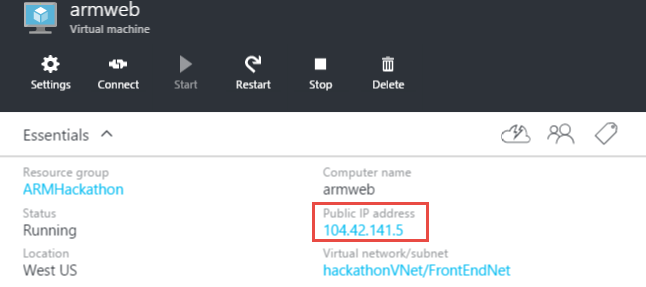 armweb
Virtual machine
Settings Connect Start Restart Stop Delete
Essentials
Resource group Computer name
ARMHackathon armweb
Status Public IP address
Running 104.42.141.5
Location Virtual network/subnet
West US hackathonVNet/FrontEndNet